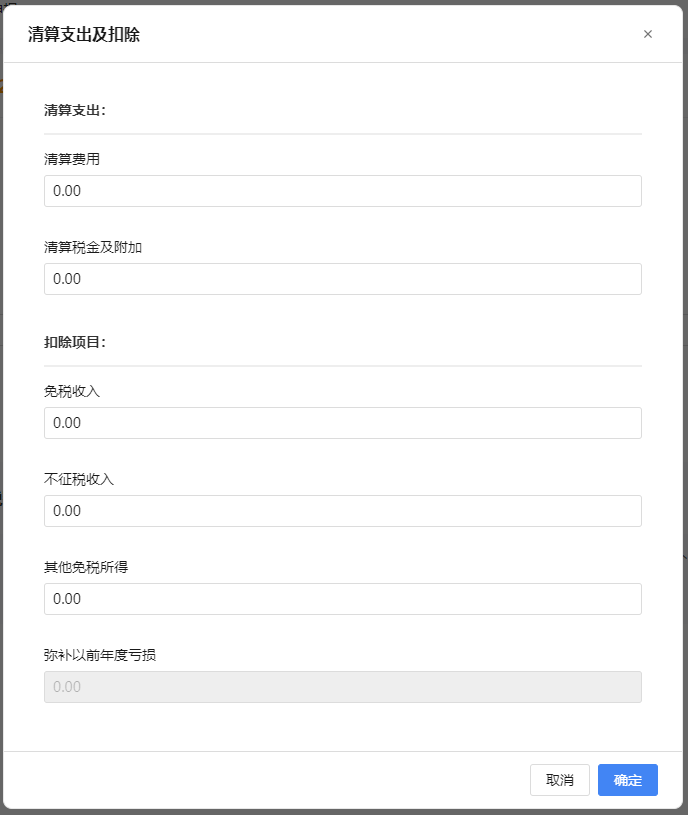 清算支出及扣除
×
清算支出：
清算费用
0.00
清算税金及附加
0.00
扣除项目：
免税收入
0.00
不征税收入
0.00
其他免税所得
0.00
弥补以前年度亏损
0.00
取消
确定